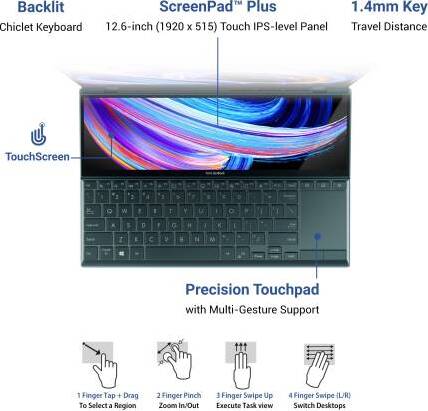 Backlit
Chiclet Keyboard
ScreenPad™ Plus
12.6-inch (1920 x 515) Touch IPS-level Panel
1.4mm Key
Travel Distance
TouchScreen
Precision Touchpad
with Multi-Gesture Support
1 Finger Tap + Drag
To Select a Region
2 Finger Pinch
Zoom In/Out
3 Finger Swipe Up
Execute Task view
4 Finger Swipe (L/R)
Switch Desktops